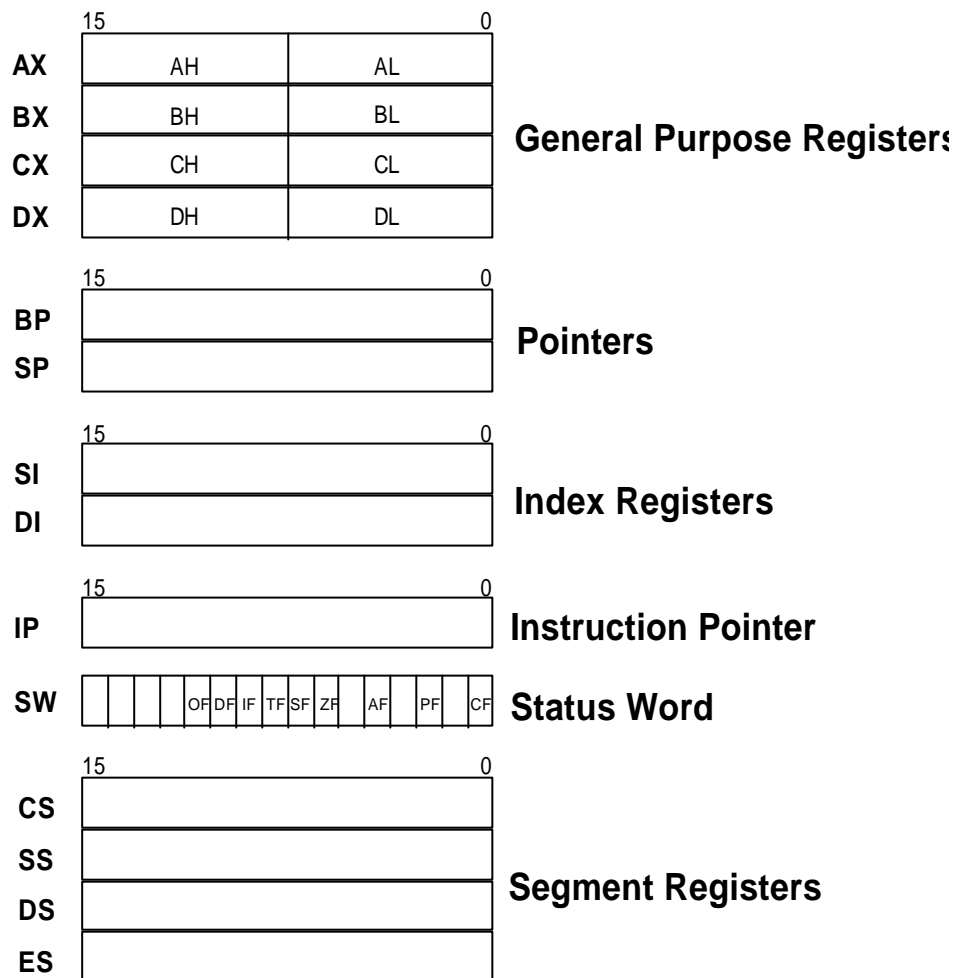 15 0
AX AH AL
BX BH BL
General Purpose Registers
CX CH CL
DX DH DL
15 0
BP
Pointers
SP
15 0
SI
Index Registers
DI
15 0
IP Instruction Pointer
SW OF DF IF TF SF ZF AF PF CF Status Word
15 0
CS
SS
Segment Registers
DS
ES